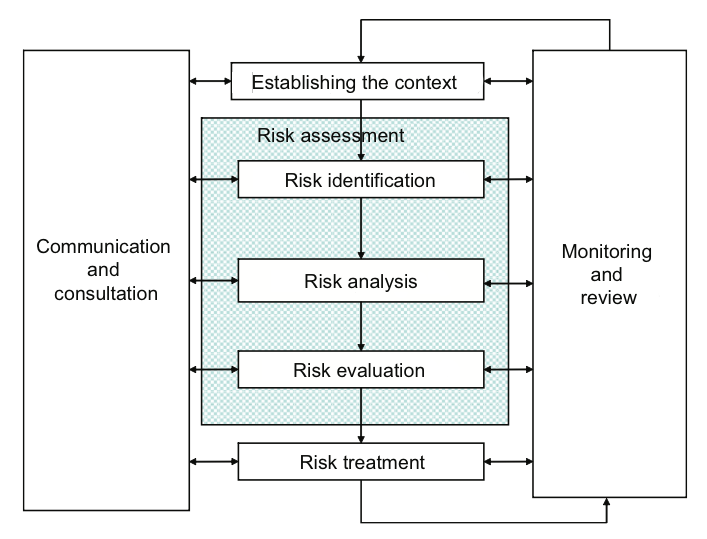 Establishing the context
Risk assessment
Risk identification
Communication
and
consultation
Risk analysis
Monitoring
and
review
Risk evaluation
Risk treatment